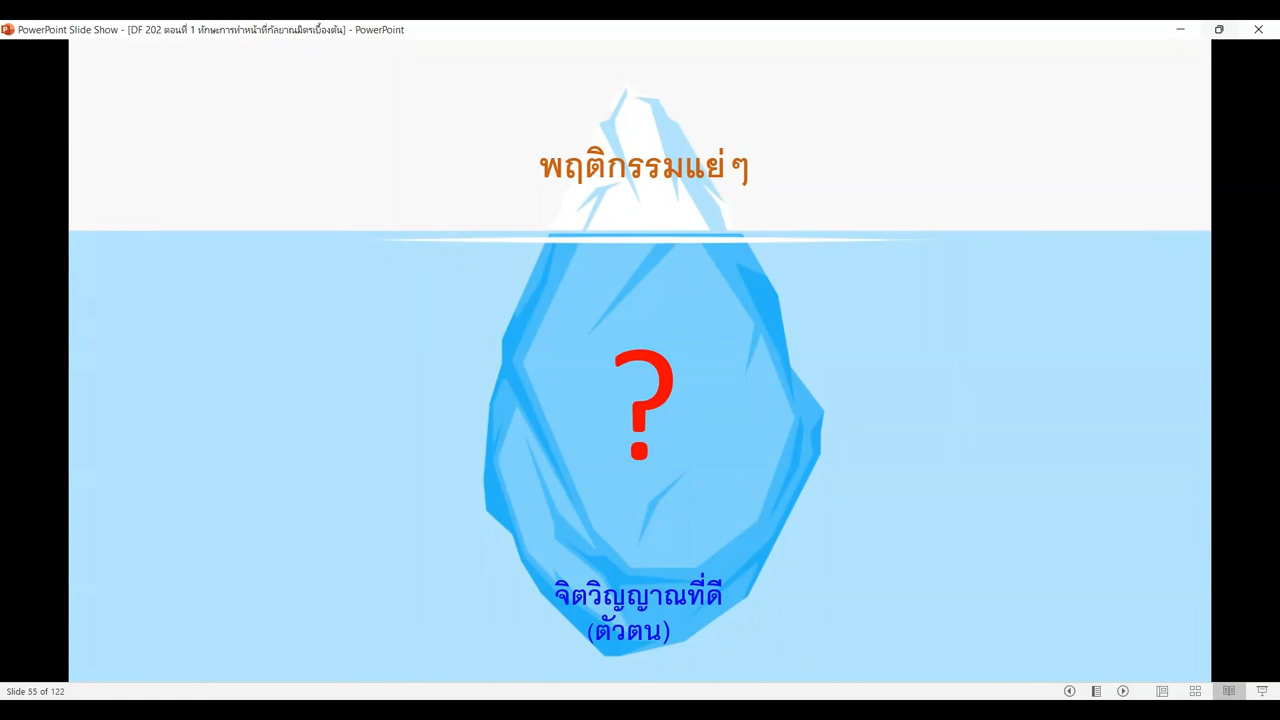 PowerPoint Slide Show - [DF 202 ตอนที่ 1 ทักษะการทำหน้าที่กัลยาณมิตรเบื้องต้น] - PowerPoint
พฤติกรรมแย่ ๆ
?
จิตวิญญาณที่ดี
(ตัวตน)
Slide 55 of 122